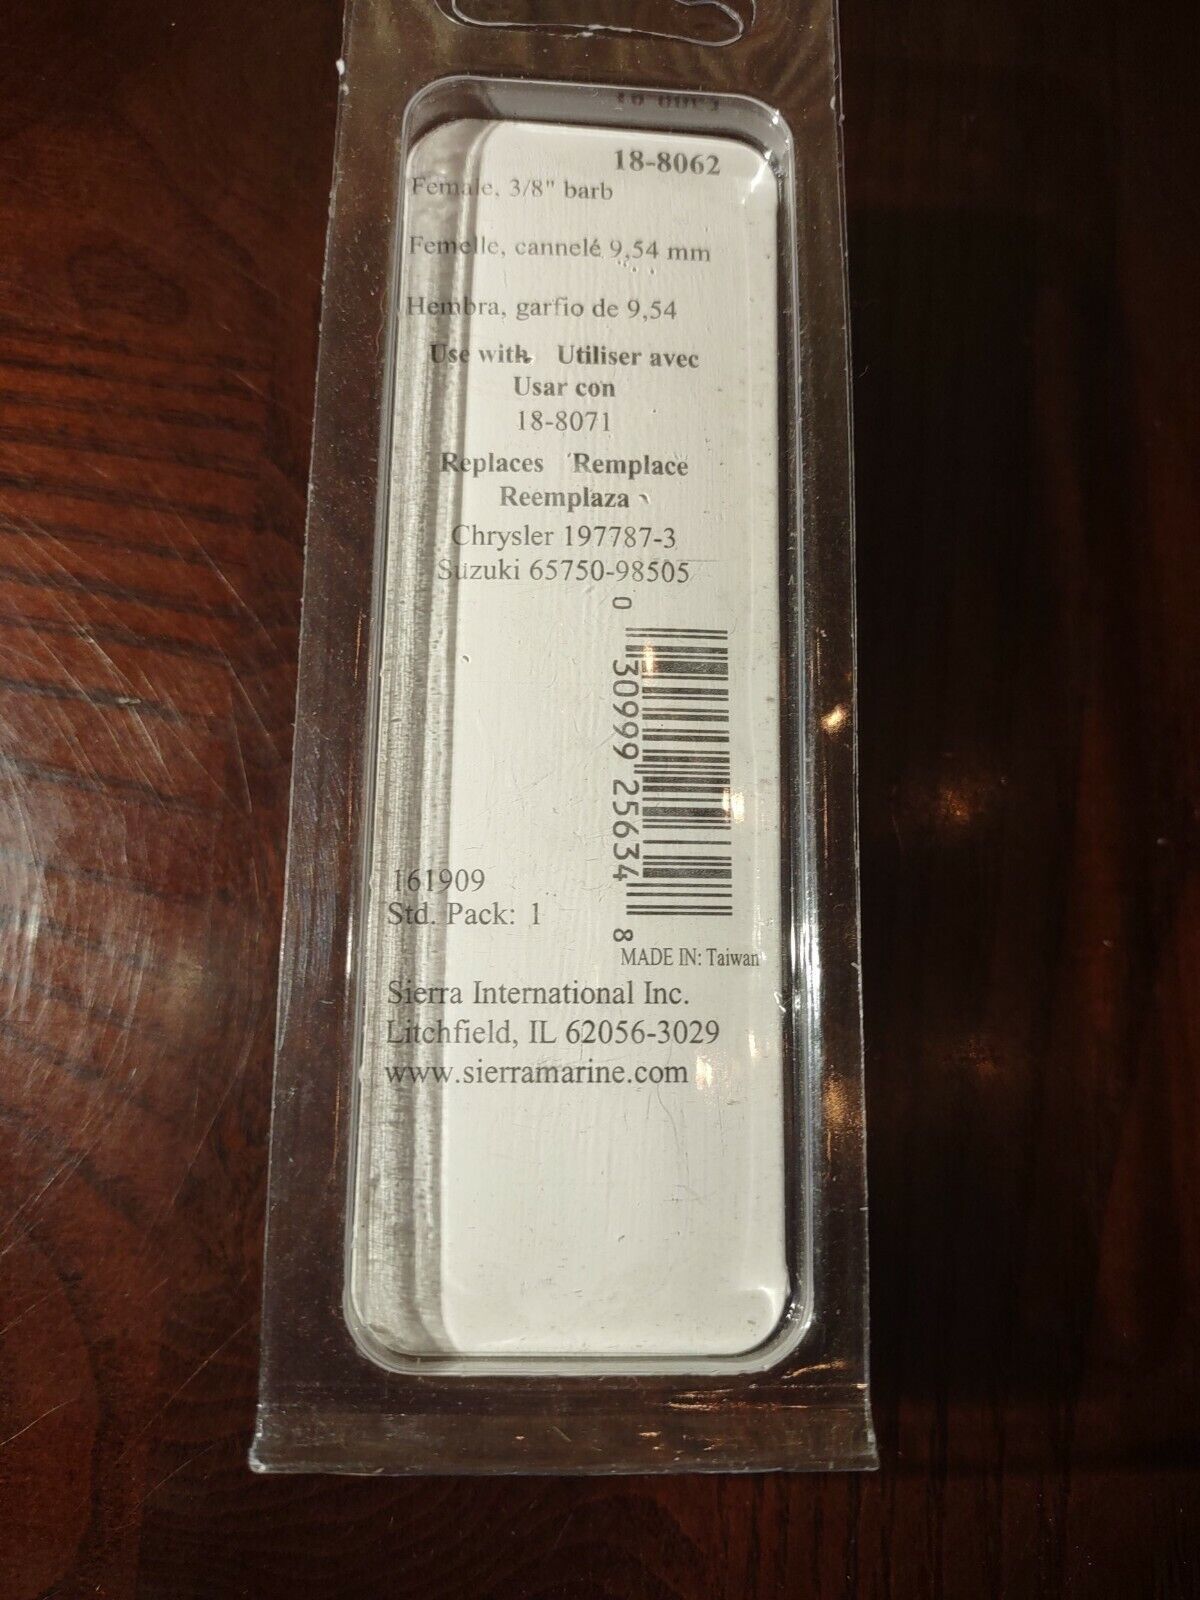 18-8062
Female, 3/8" barb
Femelle, cannelé 9,54 mm
Hembra, garfio de 9,54
Use with Utiliser avec
Usar con
18-8071
Replaces Remplace
Reemplaza
Chrysler 197787-3
Suzuki 65750-98505
0 30999 25634 8
161909
Std. Pack: 1
MADE IN: Taiwan
Sierra International Inc.
Litchfield, IL 62056-3029
www.sierramarine.com